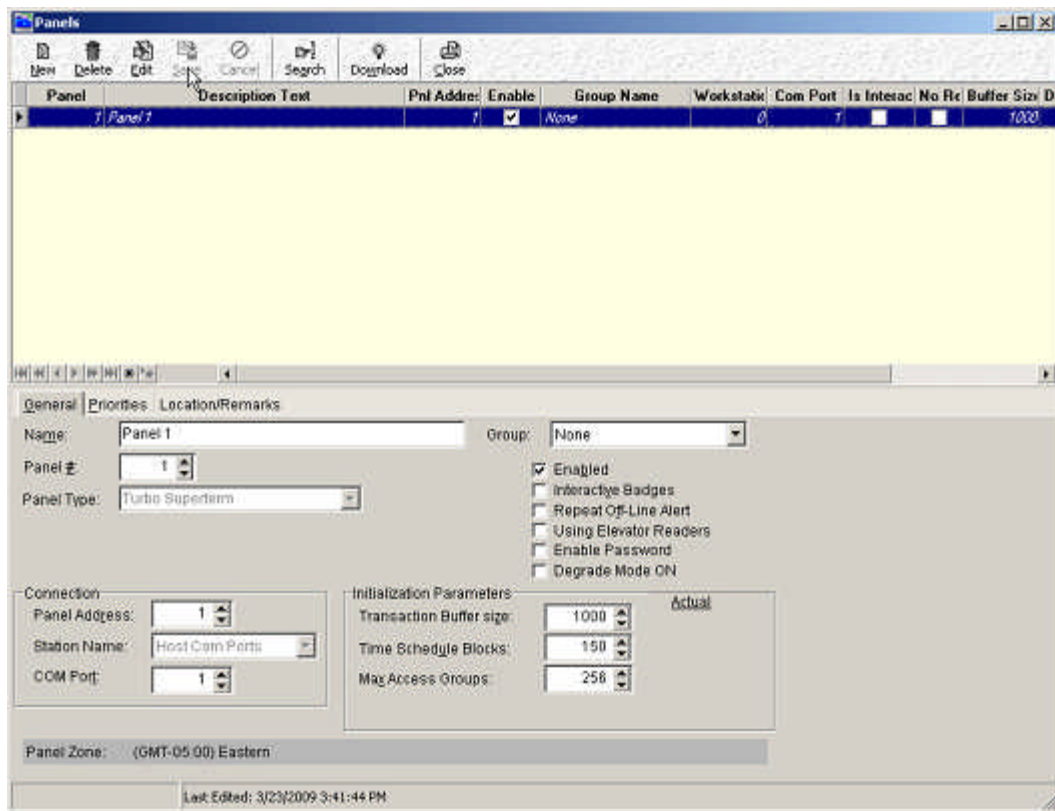 Panels
New Delete Edit Save Cancel Search Download Close
Panel Description Text Pnl Addres Enable Group Name Workstatic Com Port Is Interac No Re Buffer Size D
1 Panel 1 1 None 0 1 1000
General Priorities Location/Remarks
Name: Panel 1 Group: None
Panel #: 1 Enabled
Panel Type: Turbo Superterm Interactive Badges
Repeat Off-Line Alert
Using Elevator Readers
Enable Password
Degrade Mode ON
Connection Initialization Parameters Actual
Panel Address: 1 Transaction Buffer size: 1000
Station Name: Host Com Ports Time Schedule Blocks: 150
COM Port: 1 Max Access Groups: 256
Panel Zone: (GMT-05:00) Eastern
Last Edited: 3/23/2009 3:41:44 PM